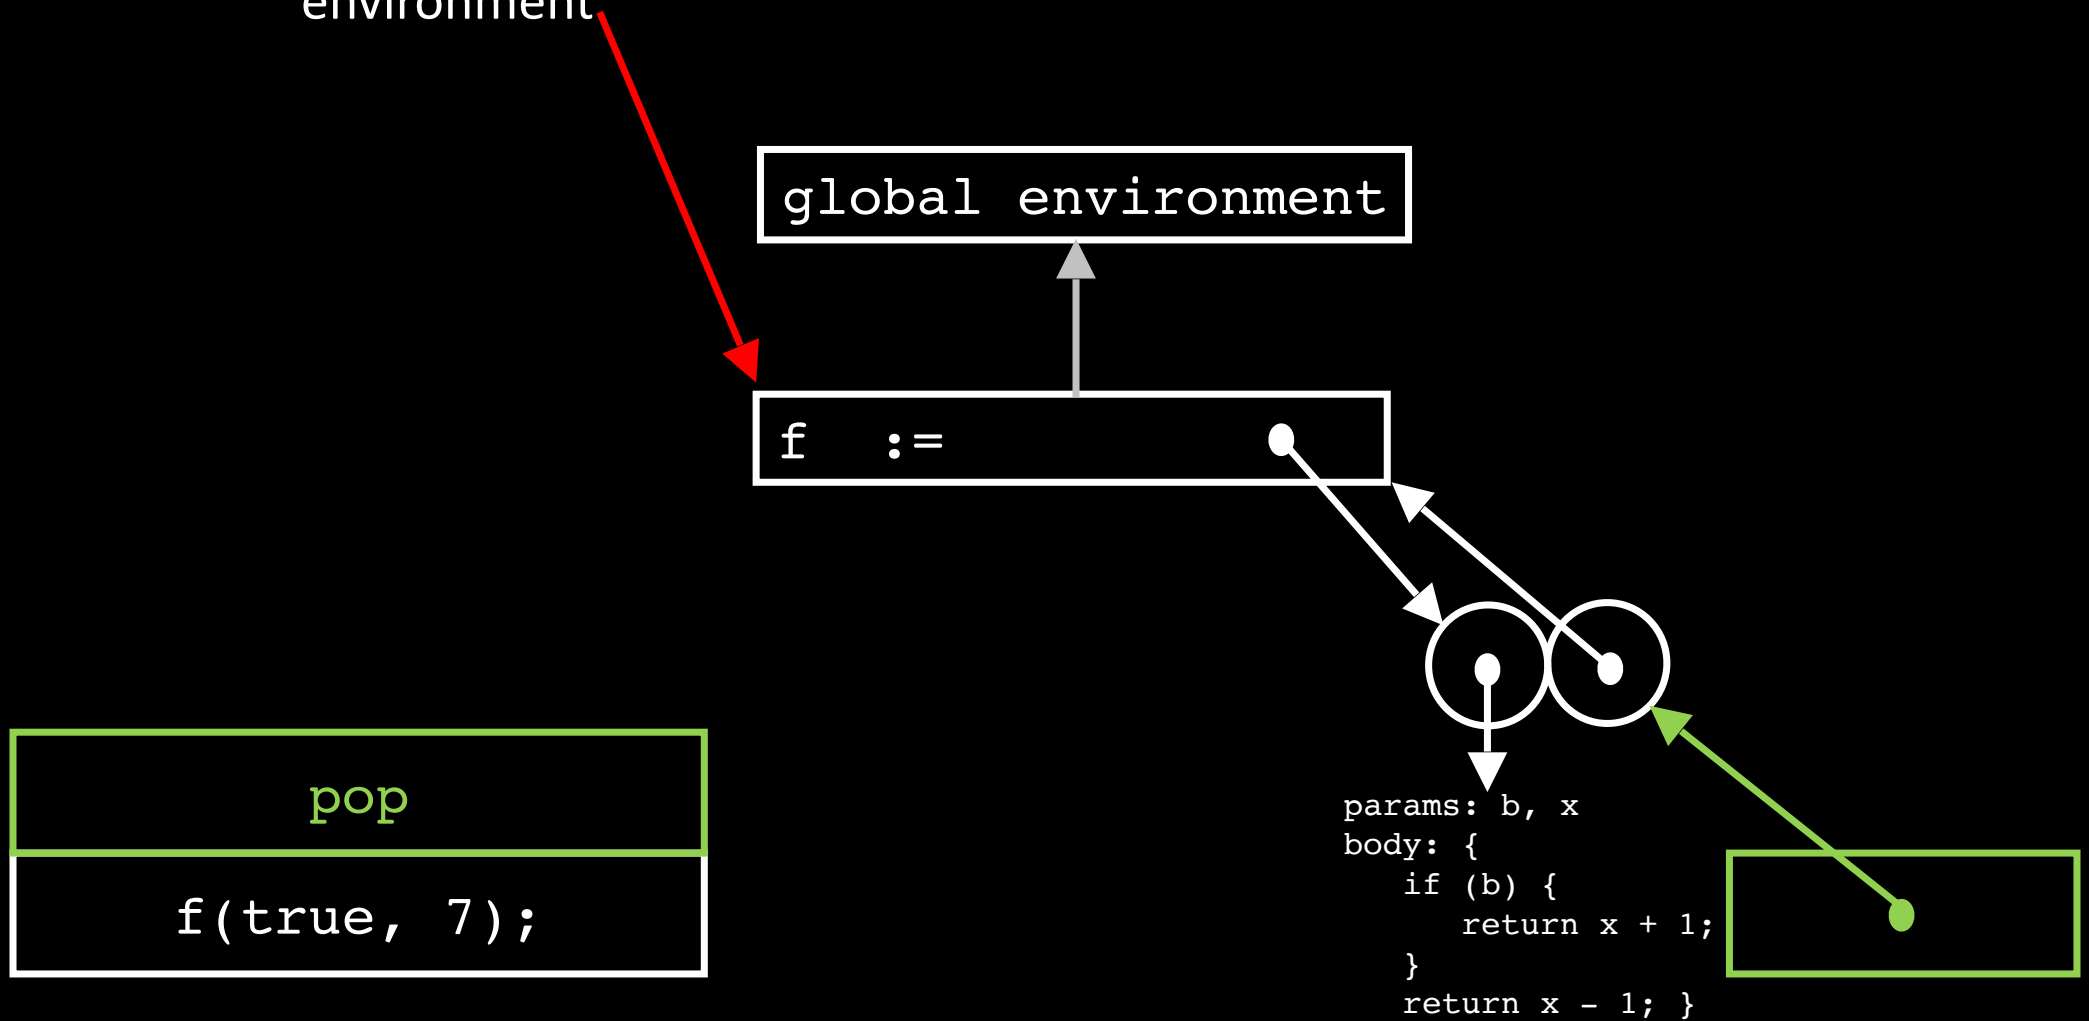 environment
global environment
f  :=
pop
f(true, 7);
params: b, x
body: {
   if (b) {
      return x + 1;
   }
   return x - 1; }